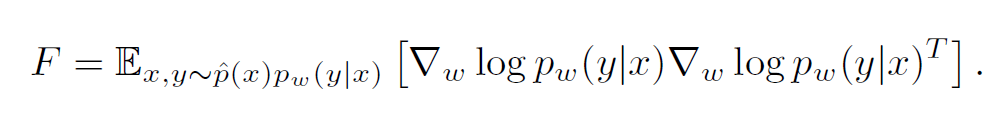 F = 𝔼_{x,y∼p̂(x)p_w(y|x)} [∇_w log p_w(y|x)∇_w log p_w(y|x)^T] .